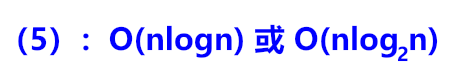 （5）：O(nlogn) 或 O(nlog₂n)